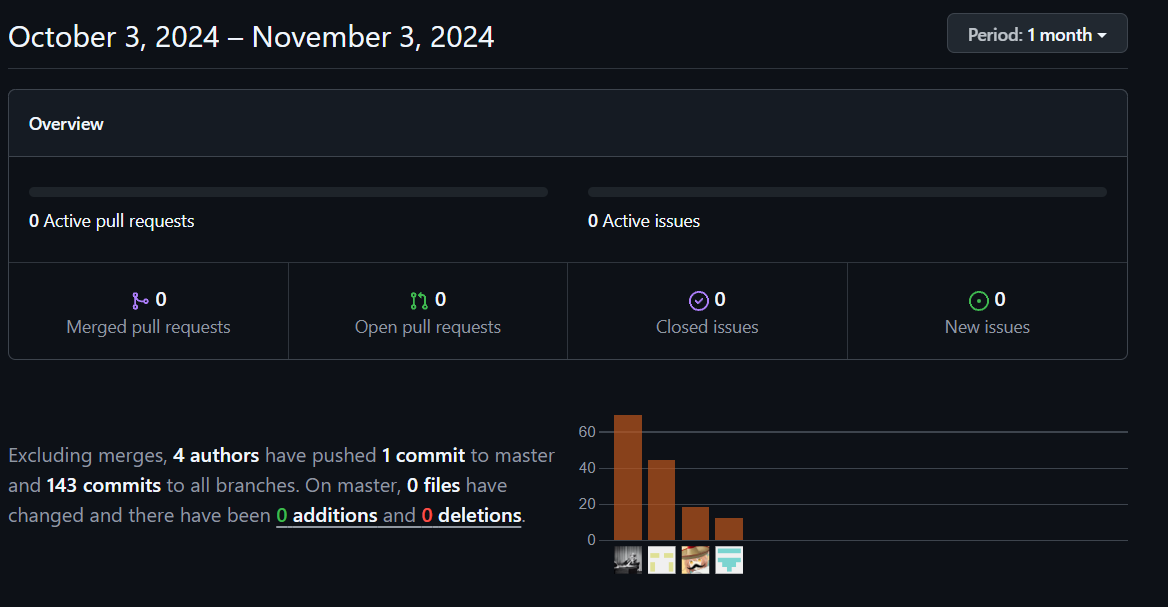 October 3, 2024 – November 3, 2024
Period: 1 month
Overview
0 Active pull requests
0 Active issues
0
Merged pull requests
0
Open pull requests
0
Closed issues
0
New issues
Excluding merges, 4 authors have pushed 1 commit to master
and 143 commits to all branches. On master, 0 files have
changed and there have been 0 additions and 0 deletions.
60
40
20
0